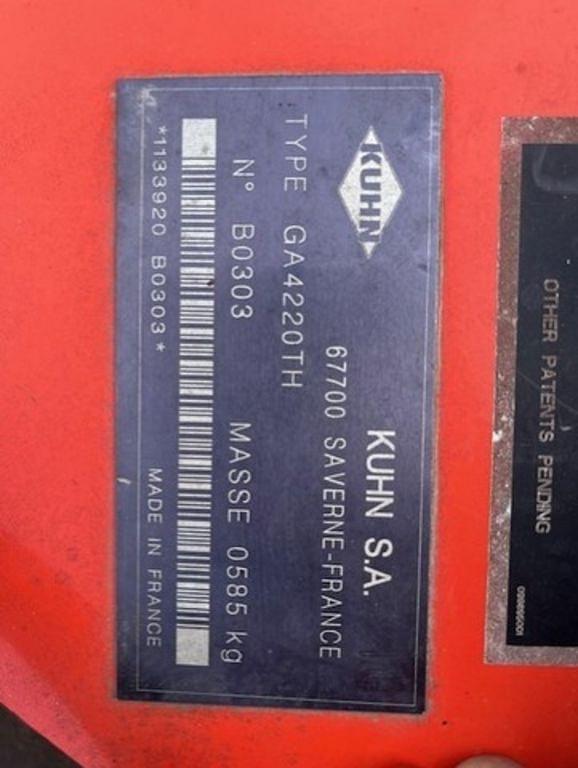 KUHN
KUHN S.A.
67700 SAVERNE-FRANCE
TYPE GA4220TH
N° B0303 MASSE 0585 kg
*1133920 B0303*
MADE IN FRANCE
OTHER PATENTS PENDING